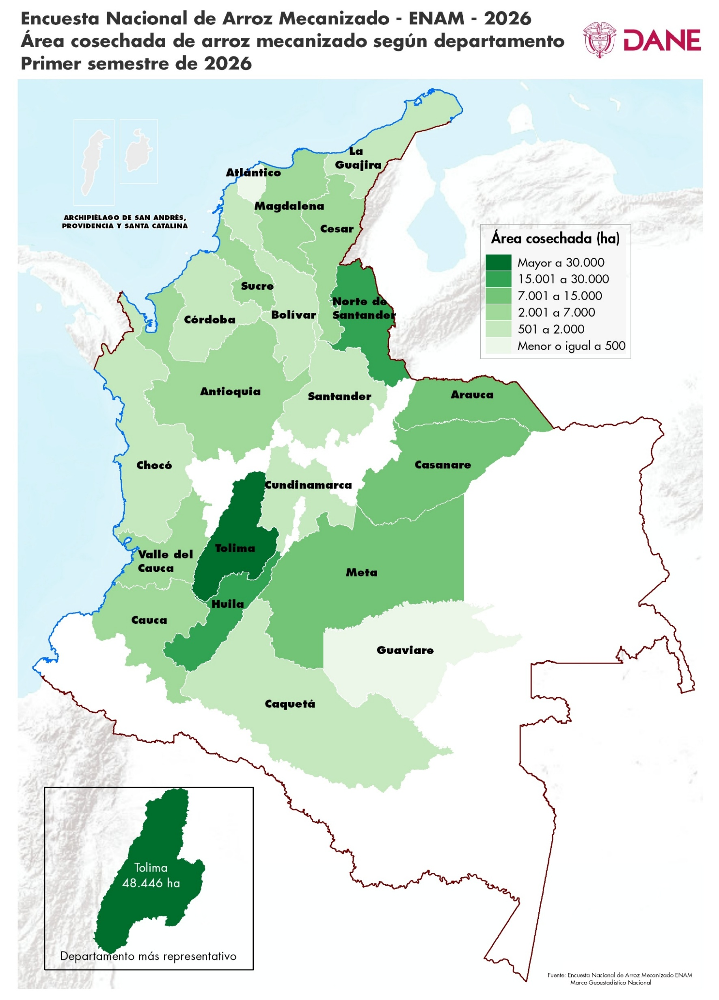 Encuesta Nacional de Arroz Mecanizado - ENAM - 2026
Área cosechada de arroz mecanizado según departamento
Primer semestre de 2026
DANE
La
Guajira
Atlántico
Magdalena
Cesar
ARCHIPIÉLAGO DE SAN ANDRÉS,
PROVIDENCIA Y SANTA CATALINA
Área cosechada (ha)
Mayor a 30.000
15.001 a 30.000
7.001 a 15.000
2.001 a 7.000
501 a 2.000
Menor o igual a 500
Sucre
Norte de
Santander
Bolívar
Córdoba
Antioquia
Santander
Arauca
Chocó
Casanare
Cundinamarca
Tolima
Valle del
Cauca
Meta
Huila
Cauca
Guaviare
Caquetá
Tolima
48.446 ha
Departamento más representativo
Fuente: Encuesta Nacional de Arroz Mecanizado ENAM
Marco Geoestadístico Nacional